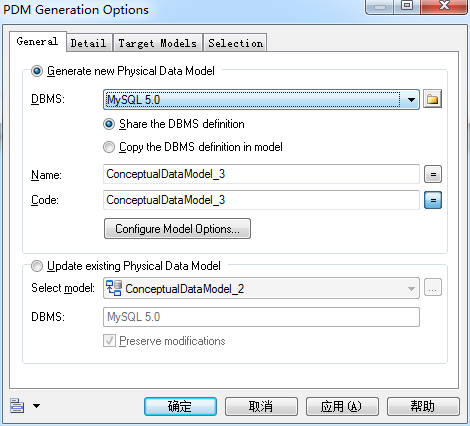 PDM Generation Options
General Detail Target Models Selection
Generate new Physical Data Model
DBMS: MySQL 5.0
Share the DBMS definition
Copy the DBMS definition in model
Name: ConceptualDataModel_3 =
Code: ConceptualDataModel_3 =
Configure Model Options...
Update existing Physical Data Model
Select model: ConceptualDataModel_2 ...
DBMS: MySQL 5.0
Preserve modifications
确定 取消 应用(A) 帮助